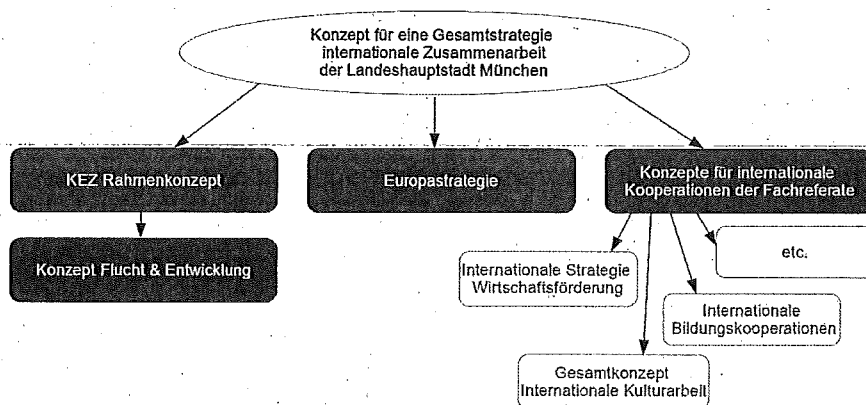 Konzept für eine Gesamtstrategie
internationale Zusammenarbeit
der Landeshauptstadt München
KEZ Rahmenkonzept
Europastrategie
Konzepte für internationale
Kooperationen der Fachreferate
Konzept Flucht & Entwicklung
Internationale Strategie
Wirtschaftsförderung
etc.
Internationale
Bildungskooperationen
Gesamtkonzept
Internationale Kulturarbeit